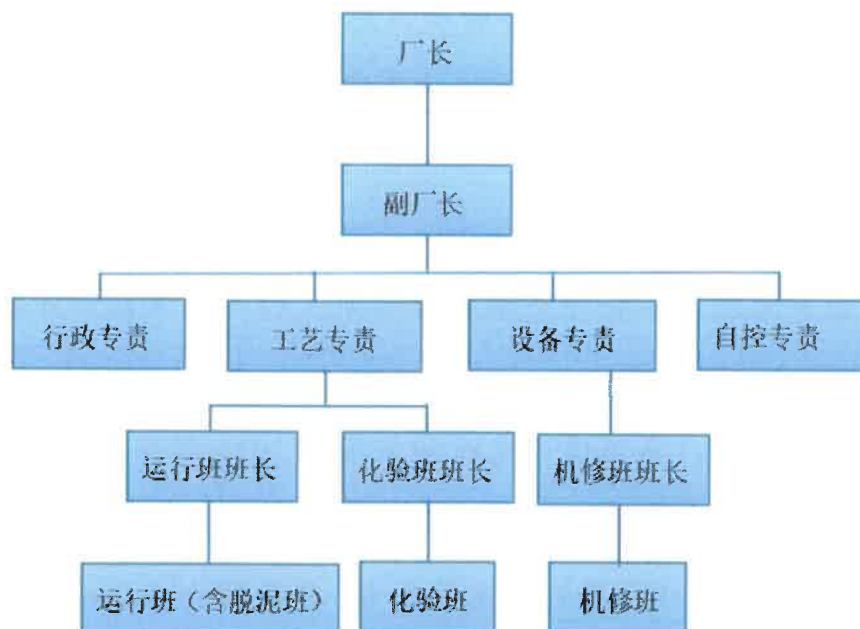 厂长
副厂长
行政专责
工艺专责
设备专责
自控专责
运行班班长
化验班班长
机修班班长
运行班（含脱泥班）
化验班
机修班